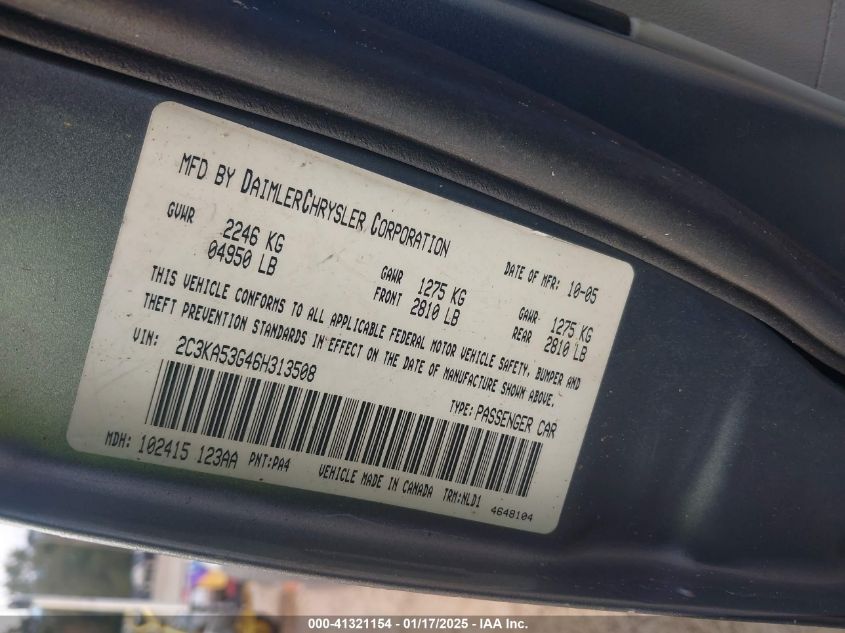 MFD BY DAIMLERCHRYSLER CORPORATION
DATE OF MFR: 10-05
GVWR 2246 KG
04950 LB
GAWR FRONT 1275 KG
2810 LB
GAWR REAR 1275 KG
2810 LB
THIS VEHICLE CONFORMS TO ALL APPLICABLE FEDERAL MOTOR VEHICLE SAFETY, BUMPER AND
THEFT PREVENTION STANDARDS IN EFFECT ON THE DATE OF MANUFACTURE SHOWN ABOVE.
VIN: 2C3KA53G46H313508
TYPE: PASSENGER CAR
MDH: 102415 123AA PNT:PA4 VEHICLE MADE IN CANADA TRM:NLD1
4648104
000-41321154 - 01/17/2025 - IAA Inc.